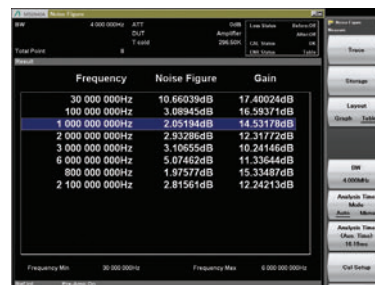 Noise Figure
BW 4 000 000Hz ATT 0dB Loss Status Before:Off
DUT Amplifier After:Off
T cold 296.50K CAL Status
Total Point 8 ENR Status Table
Result
Frequency Noise Figure Gain
30 000 000Hz 10.66039dB 17.40024dB
100 000 000Hz 3.08945dB 16.59371dB
1 000 000 000Hz 2.05194dB 14.53178dB
2 000 000 000Hz 2.93286dB 12.31772dB
3 000 000 000Hz 3.10655dB 10.24146dB
6 000 000 000Hz 5.07462dB 11.33644dB
800 000 000Hz 1.97577dB 15.33487dB
2 100 000 000Hz 2.81561dB 12.24213dB
Frequency Min 30 000 000Hz Frequency Max 6 000 000 000Hz
Noise Figure
Trace
Storage
Layout
Graph Table
BW
4.000MHz
Analysis Time
Mode
Auto
Analysis Time
Cal Setup